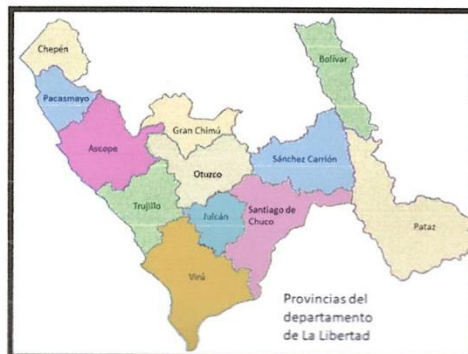 Chepén
Bolívar
Pacasmayo
Gran Chimú
Ascope
Sánchez Carrión
Otuzco
Trujillo
Julcán
Santiago de
Chuco
Pataz
Virú
Provincias del
departamento
de La Libertad